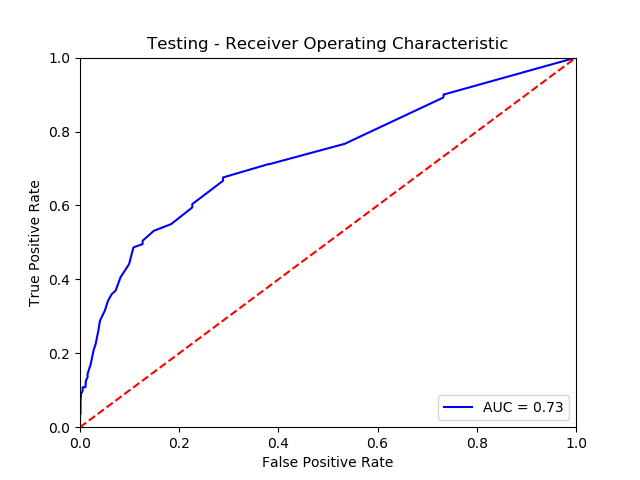 Testing - Receiver Operating Characteristic
True Positive Rate
1.0
0.8
0.6
0.4
0.2
0.0
AUC = 0.73
0.0 0.2 0.4 0.6 0.8 1.0
False Positive Rate